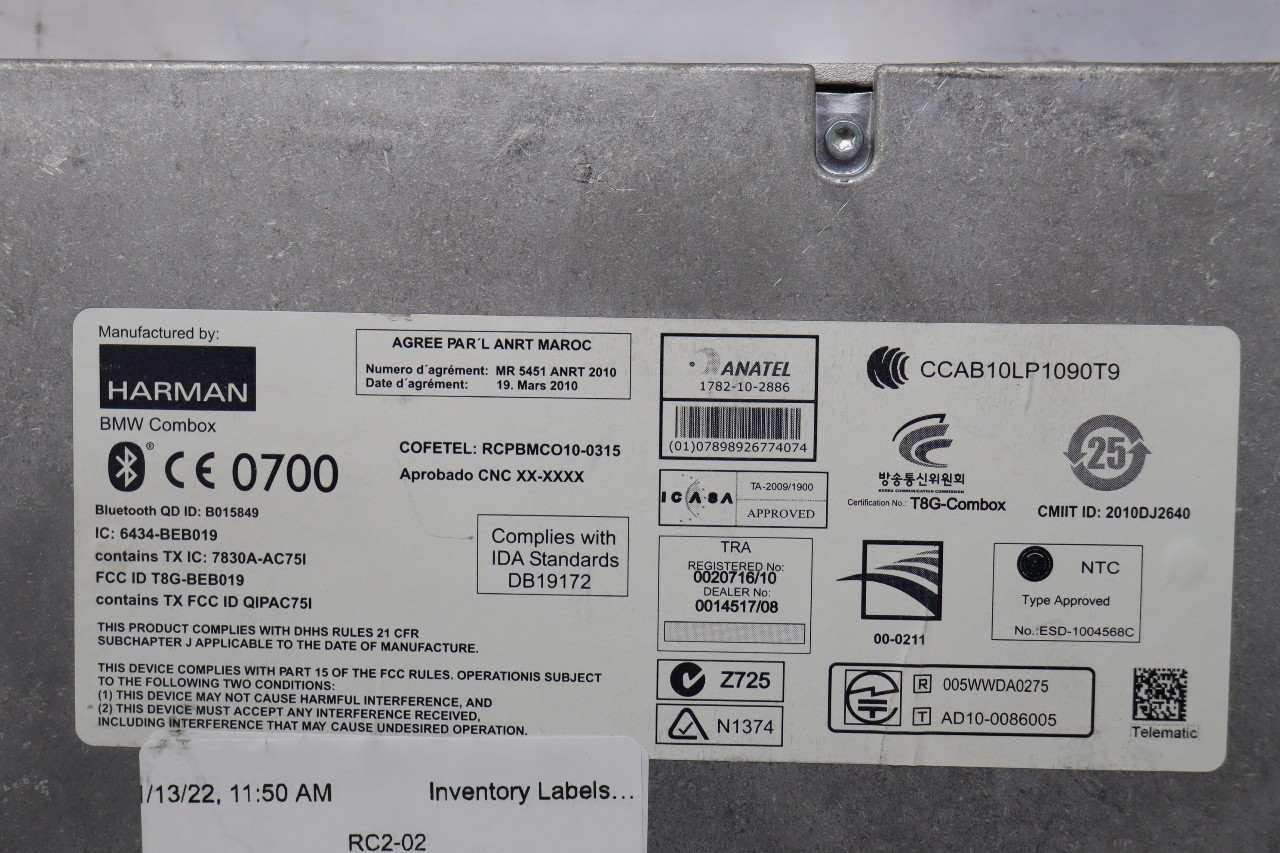 Manufactured by:
HARMAN
BMW Combox
® CE 0700
Bluetooth QD ID: B015849
IC: 6434-BEB019
contains TX IC: 7830A-AC75I
FCC ID T8G-BEB019
contains TX FCC ID QIPAC75I
THIS PRODUCT COMPLIES WITH DHHS RULES 21 CFR
SUBCHAPTER J APPLICABLE TO THE DATE OF MANUFACTURE.
THIS DEVICE COMPLIES WITH PART 15 OF THE FCC RULES. OPERATIONIS SUBJECT
TO THE FOLLOWING TWO CONDITIONS:
(1) THIS DEVICE MAY NOT CAUSE HARMFUL INTERFERENCE, AND
(2) THIS DEVICE MUST ACCEPT ANY INTERFERENCE RECEIVED,
INCLUDING INTERFERENCE THAT MAY CAUSE UNDESIRED OPERATION.
AGREE PAR´L ANRT MAROC
Numero d´agrément: MR 5451 ANRT 2010
Date d´agrément: 19. Mars 2010
COFETEL: RCPBMCO10-0315
Aprobado CNC XX-XXXX
Complies with
IDA Standards
DB19172
ANATEL
1782-10-2886
(01)07898926774074
ICASA
TA-2009/1900
APPROVED
TRA
REGISTERED No:
0020716/10
DEALER No:
0014517/08
Z725
N1374
CCAB10LP1090T9
방송통신위원회
KOREA COMMUNICATIONS COMMISSION
Certification No.: T8G-Combox
25
CMIIT ID: 2010DJ2640
00-0211
NTC
Type Approved
No.:ESD-1004568C
R 005WWDA0275
T AD10-0086005
Telematic
/13/22, 11:50 AM
Inventory Labels...
RC2-02